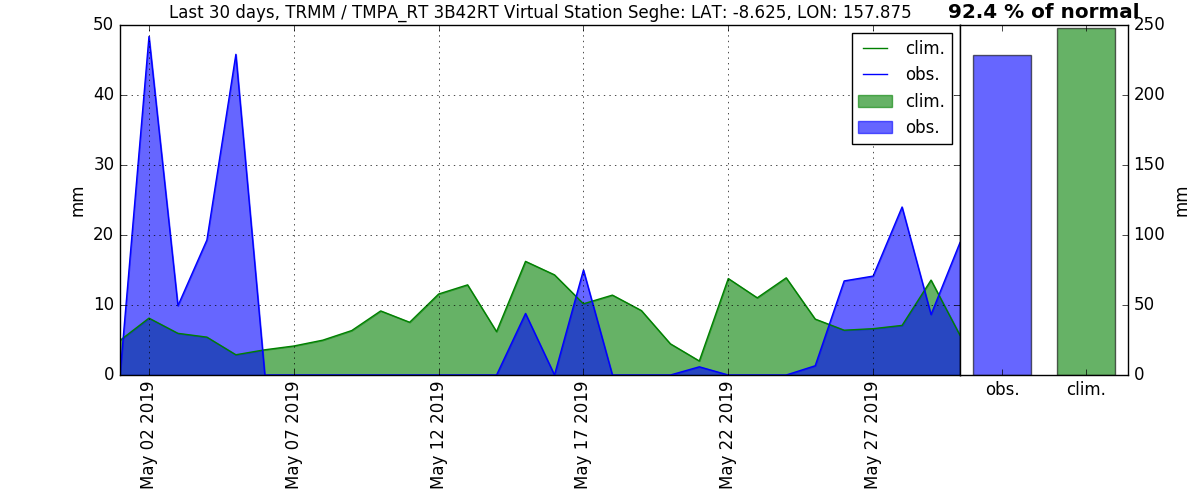 Last 30 days, TRMM / TMPA_RT 3B42RT Virtual Station Seghe: LAT: -8.625, LON: 157.875
92.4 % of normal
50
40
30
20
10
0
mm
clim.
obs.
clim.
obs.
250
200
150
100
50
0
mm
May 02 2019
May 07 2019
May 12 2019
May 17 2019
May 22 2019
May 27 2019
obs.
clim.